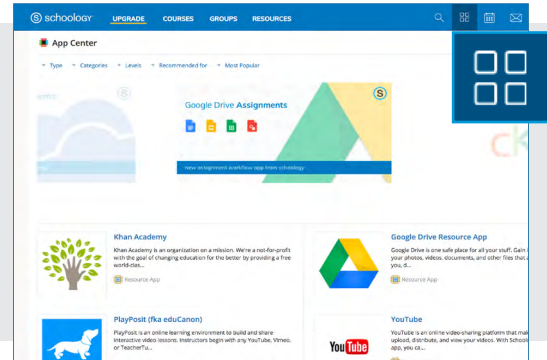 S schoology UPGRADE COURSES GROUPS RESOURCES
App Center
Type Categories Levels Recommended for Most Popular
S
Google Drive Assignments
S
new assignment workflow app from schoology
ck
Khan Academy
Khan Academy is an organization on a mission. We're a not-for-profit
with the goal of changing education for the better by providing a free
world-clas...
Resource App
Google Drive Resource App
Google Drive is one safe place for all your stuff. Gain
your photos, videos, documents, and other files that a
you, d...
Resource App
PlayPosit (fka eduCanon)
PlayPosit is an online learning environment to build and share
interactive video lessons. Instructors begin with any YouTube, Vimeo,
or TeacherTu...
You Tube
YouTube
YouTube is an online video-sharing platform that mak
upload, distribute, and view your videos. With School
app, you ca...